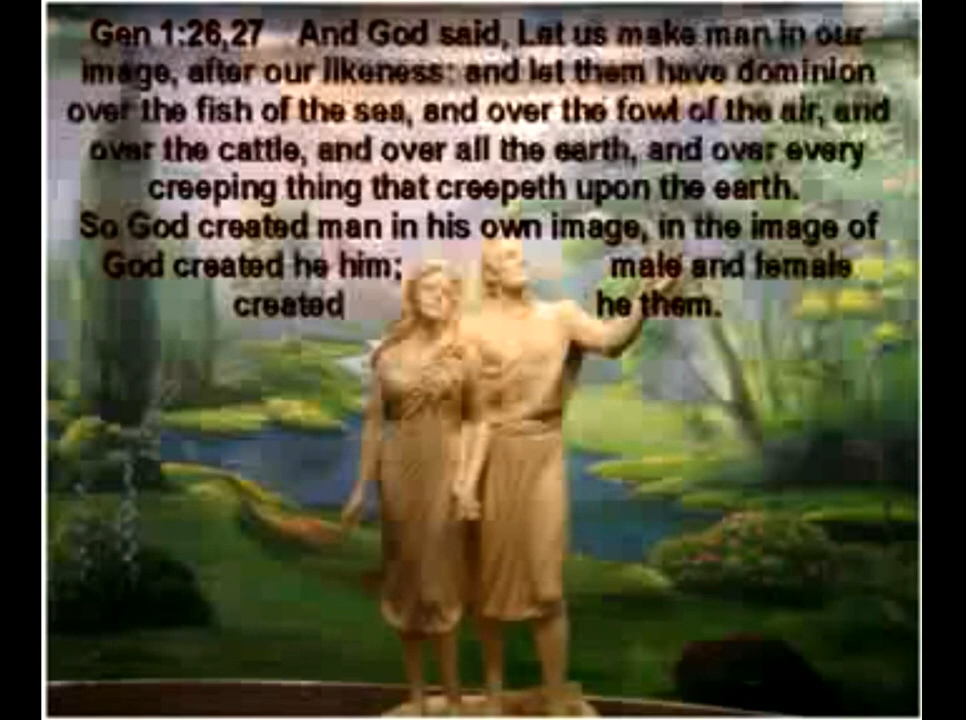 Gen 1:26,27 And God said, Let us make man in our
image, after our likeness: and let them have dominion
over the fish of the sea, and over the fowl of the air, and
over the cattle, and over all the earth, and over every
creeping thing that creepeth upon the earth.
So God created man in his own image, in the image of
God created he him; male and female
created he them.